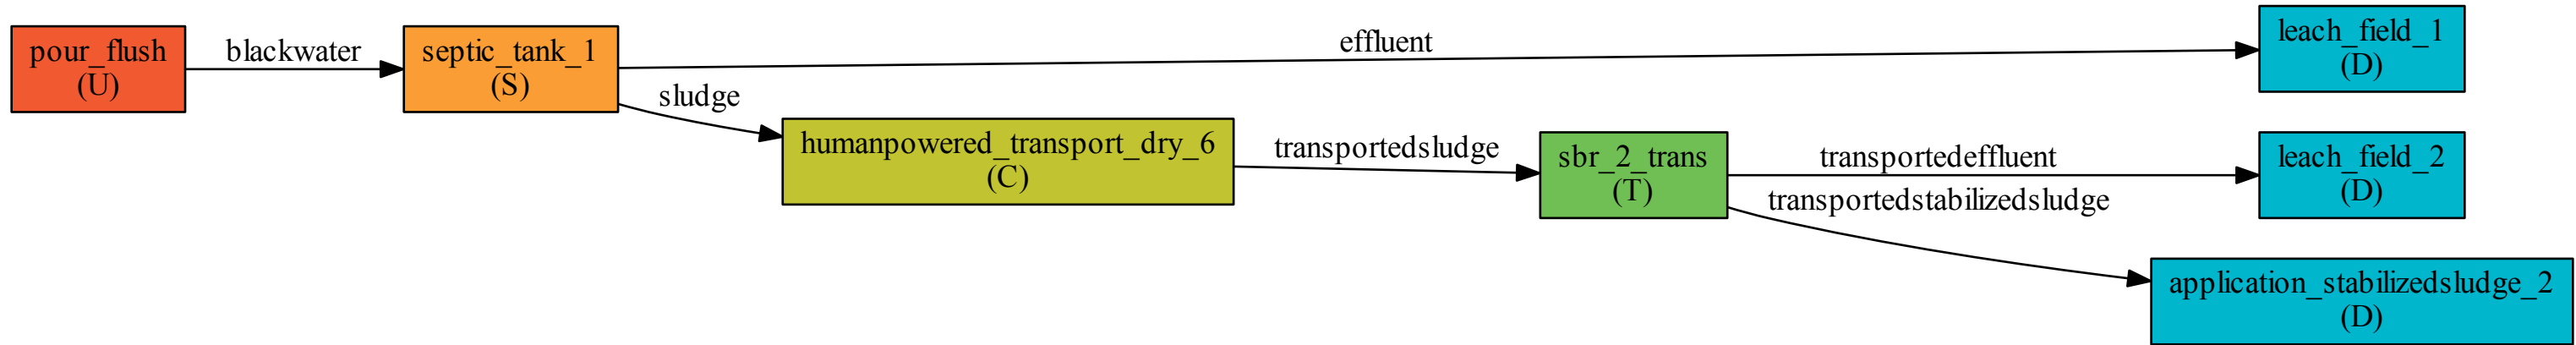 pour_flush
(U)
blackwater
septic_tank_1
(S)
effluent
leach_field_1
(D)
sludge
humanpowered_transport_dry_6
(C)
transportedsludge
sbr_2_trans
(T)
transportedeffluent
leach_field_2
(D)
transportedstabilizedsludge
application_stabilizedsludge_2
(D)